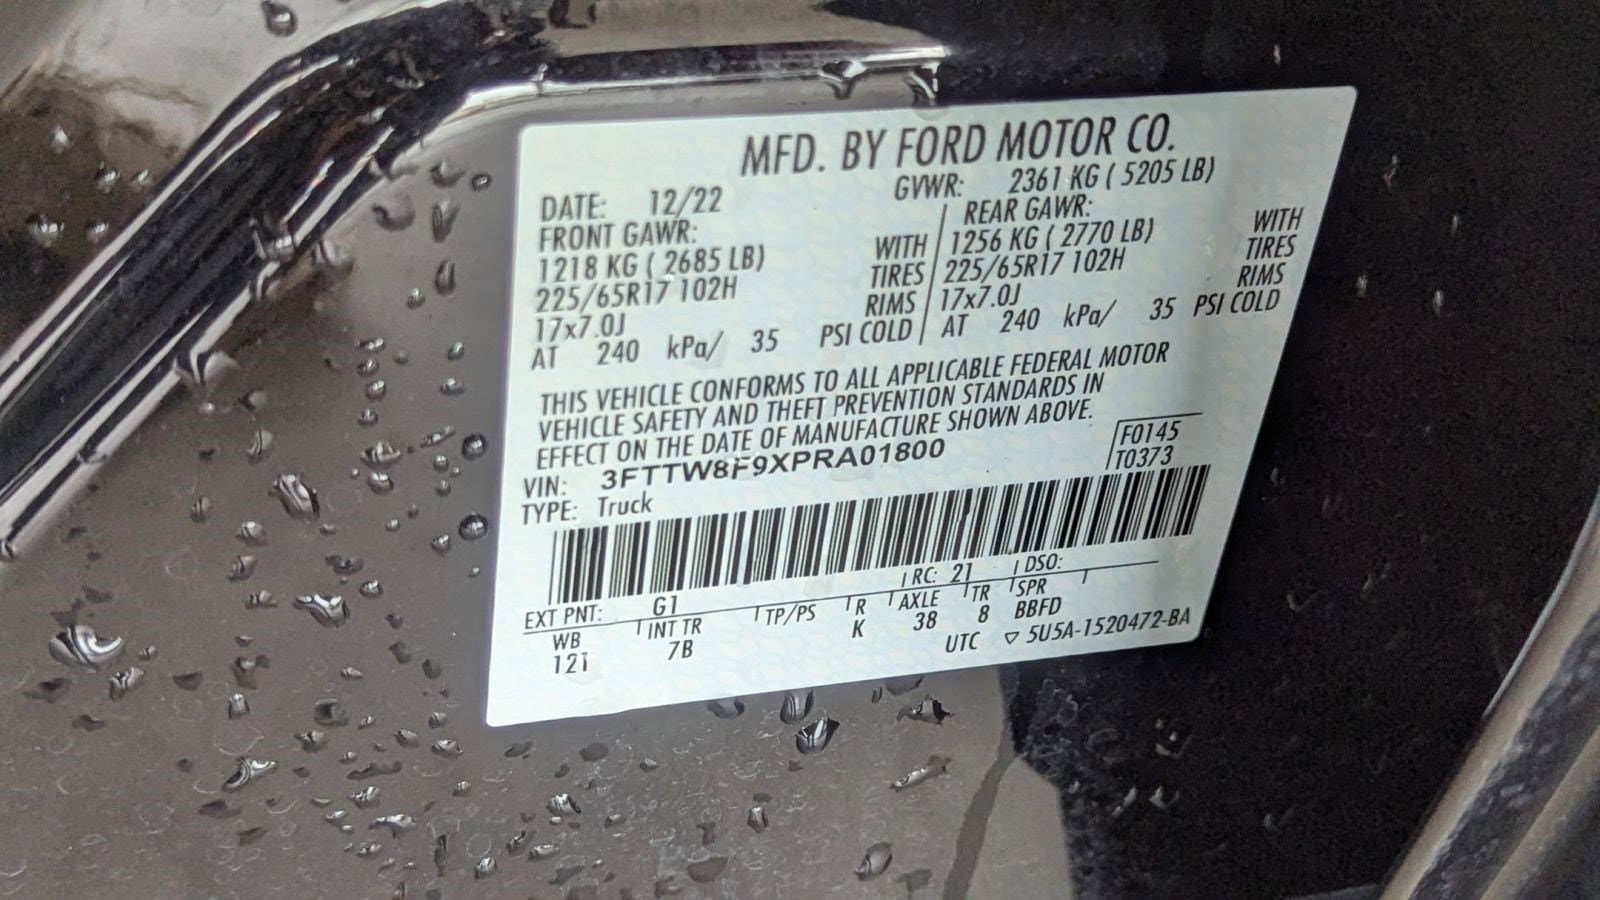 MFD. BY FORD MOTOR CO.
DATE: 12/22 GVWR: 2361 KG ( 5205 LB)
FRONT GAWR: REAR GAWR:
1218 KG ( 2685 LB) WITH 1256 KG ( 2770 LB) WITH
225/65R17 102H TIRES 225/65R17 102H TIRES
17x7.0J RIMS 17x7.0J RIMS
AT 240 kPa/ 35 PSI COLD AT 240 kPa/ 35 PSI COLD
THIS VEHICLE CONFORMS TO ALL APPLICABLE FEDERAL MOTOR
VEHICLE SAFETY AND THEFT PREVENTION STANDARDS IN
EFFECT ON THE DATE OF MANUFACTURE SHOWN ABOVE.
VIN: 3FTTW8F9XPRA01800 F0145
TYPE: Truck T0373
EXT PNT: G1 RC: 21 DSO:
WB INT TR TP/PS R AXLE TR SPR
121 7B K 38 8 BBFD
UTC ▽ 5U5A-1520472-BA